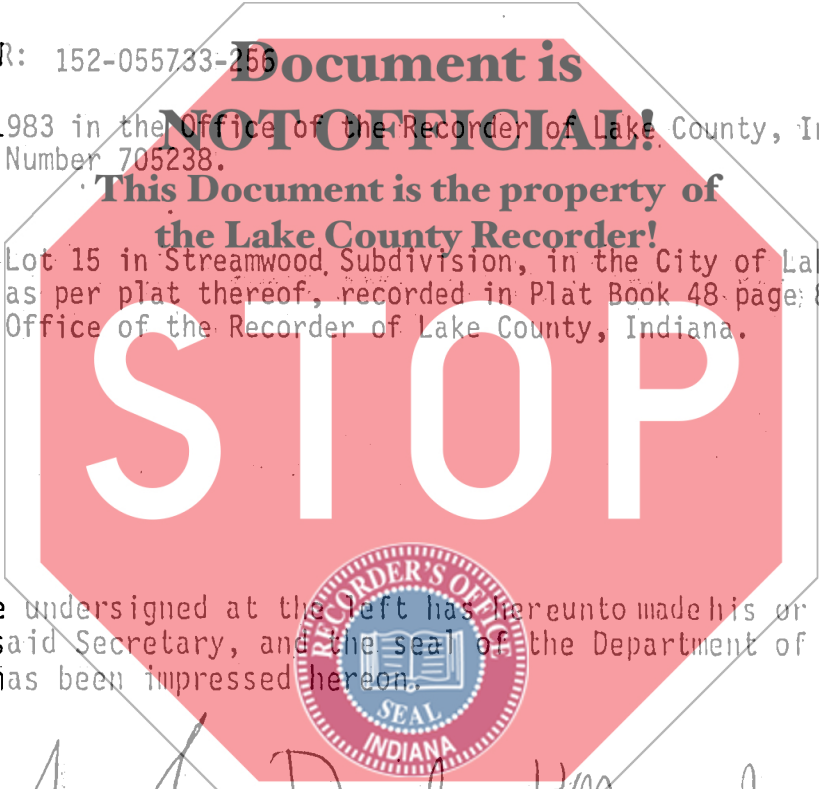 R: 152-055733-256
Document is
1983 in the Office of the Recorder of Lake County, In
NOT OFFICIAL!
Number 705238.
This Document is the property of
the Lake County Recorder!
Lot 15 in Streamwood Subdivision, in the City of La
as per plat thereof, recorded in Plat Book 48 page 8
Office of the Recorder of Lake County, Indiana.
STOP
e undersigned at the left has hereunto made his or
said Secretary, and the seal of the Department of
has been impressed hereon.
RECORDER'S OFFICE
SEAL
INDIANA